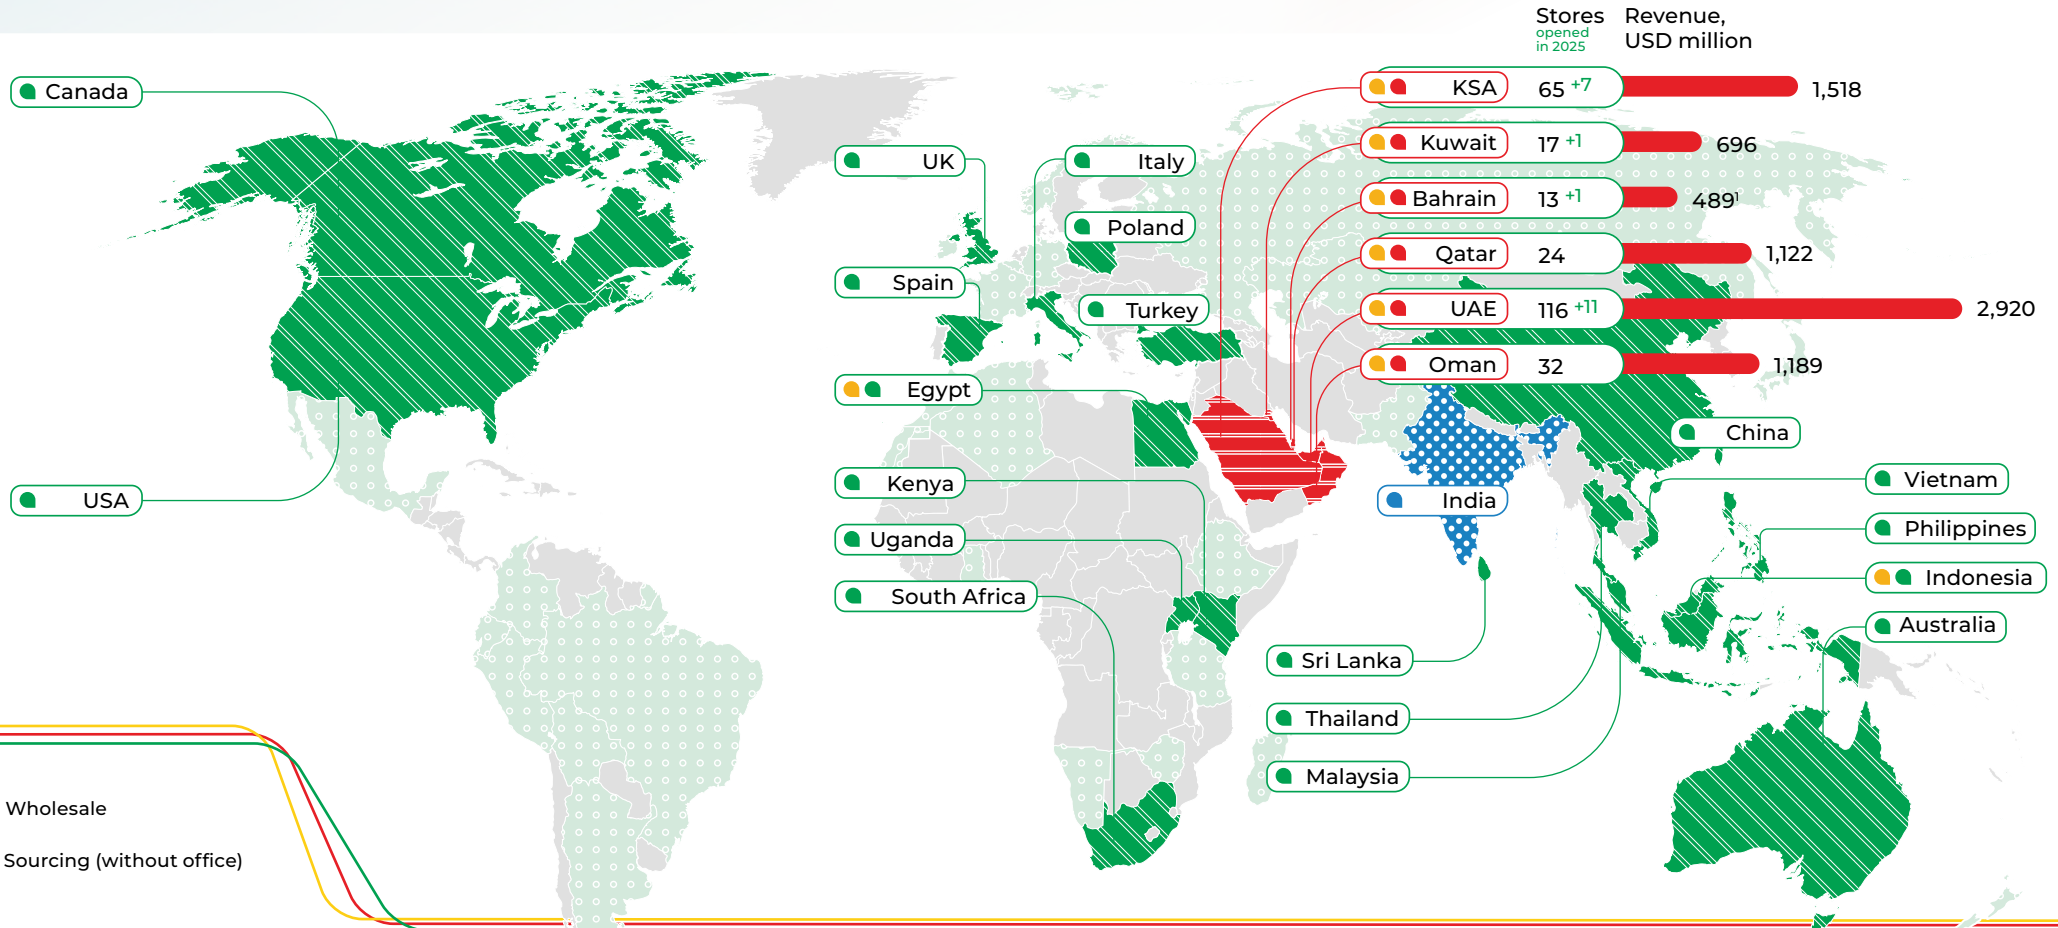 Stores
opened
in 2025
Revenue,
USD million
KSA 65 +7 1,518
Kuwait 17 +1 696
Bahrain 13 +1 489¹
Qatar 24 1,122
UAE 116 +11 2,920
Oman 32 1,189
Canada
USA
UK
Spain
Italy
Poland
Turkey
Egypt
Kenya
Uganda
South Africa
India
Sri Lanka
Thailand
Malaysia
China
Vietnam
Philippines
Indonesia
Australia
Wholesale
Sourcing (without office)